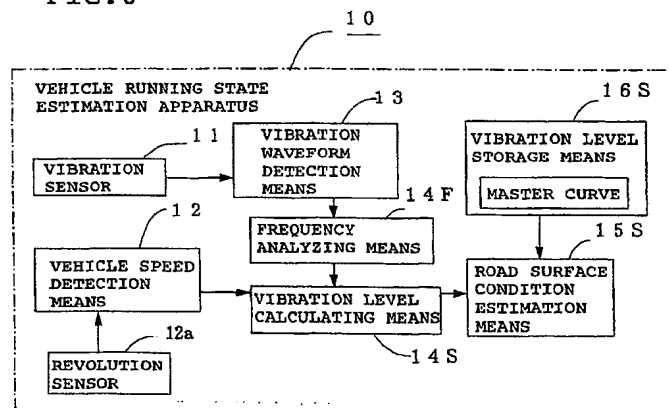 10
VEHICLE RUNNING STATE
ESTIMATION APPARATUS
11
VIBRATION
SENSOR
13
VIBRATION
WAVEFORM
DETECTION
MEANS
16S
VIBRATION LEVEL
STORAGE MEANS
MASTER CURVE
14F
FREQUENCY
ANALYZING MEANS
12
VEHICLE SPEED
DETECTION
MEANS
VIBRATION LEVEL
CALCULATING MEANS
14S
15S
ROAD SURFACE
CONDITION
ESTIMATION
MEANS
12a
REVOLUTION
SENSOR